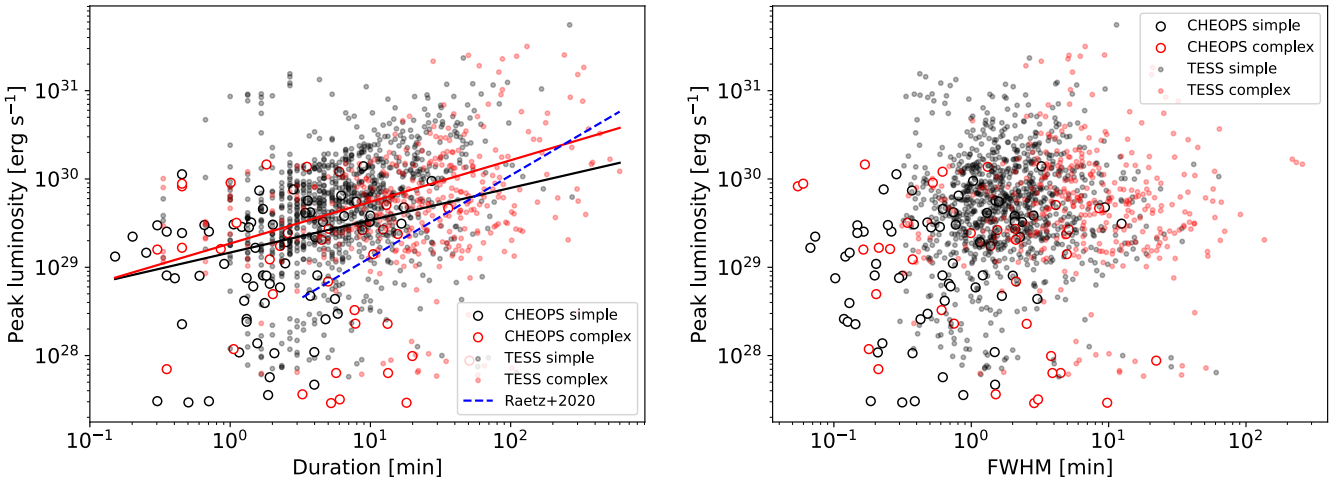 Peak luminosity [erg s⁻¹]
10³¹
10³⁰
10²⁹
10²⁸
CHEOPS simple
CHEOPS complex
TESS simple
TESS complex
Raetz+2020
10⁻¹ 10⁰ 10¹ 10²
Duration [min]
Peak luminosity [erg s⁻¹]
10³¹
10³⁰
10²⁹
10²⁸
CHEOPS simple
CHEOPS complex
TESS simple
TESS complex
10⁻¹ 10⁰ 10¹ 10²
FWHM [min]